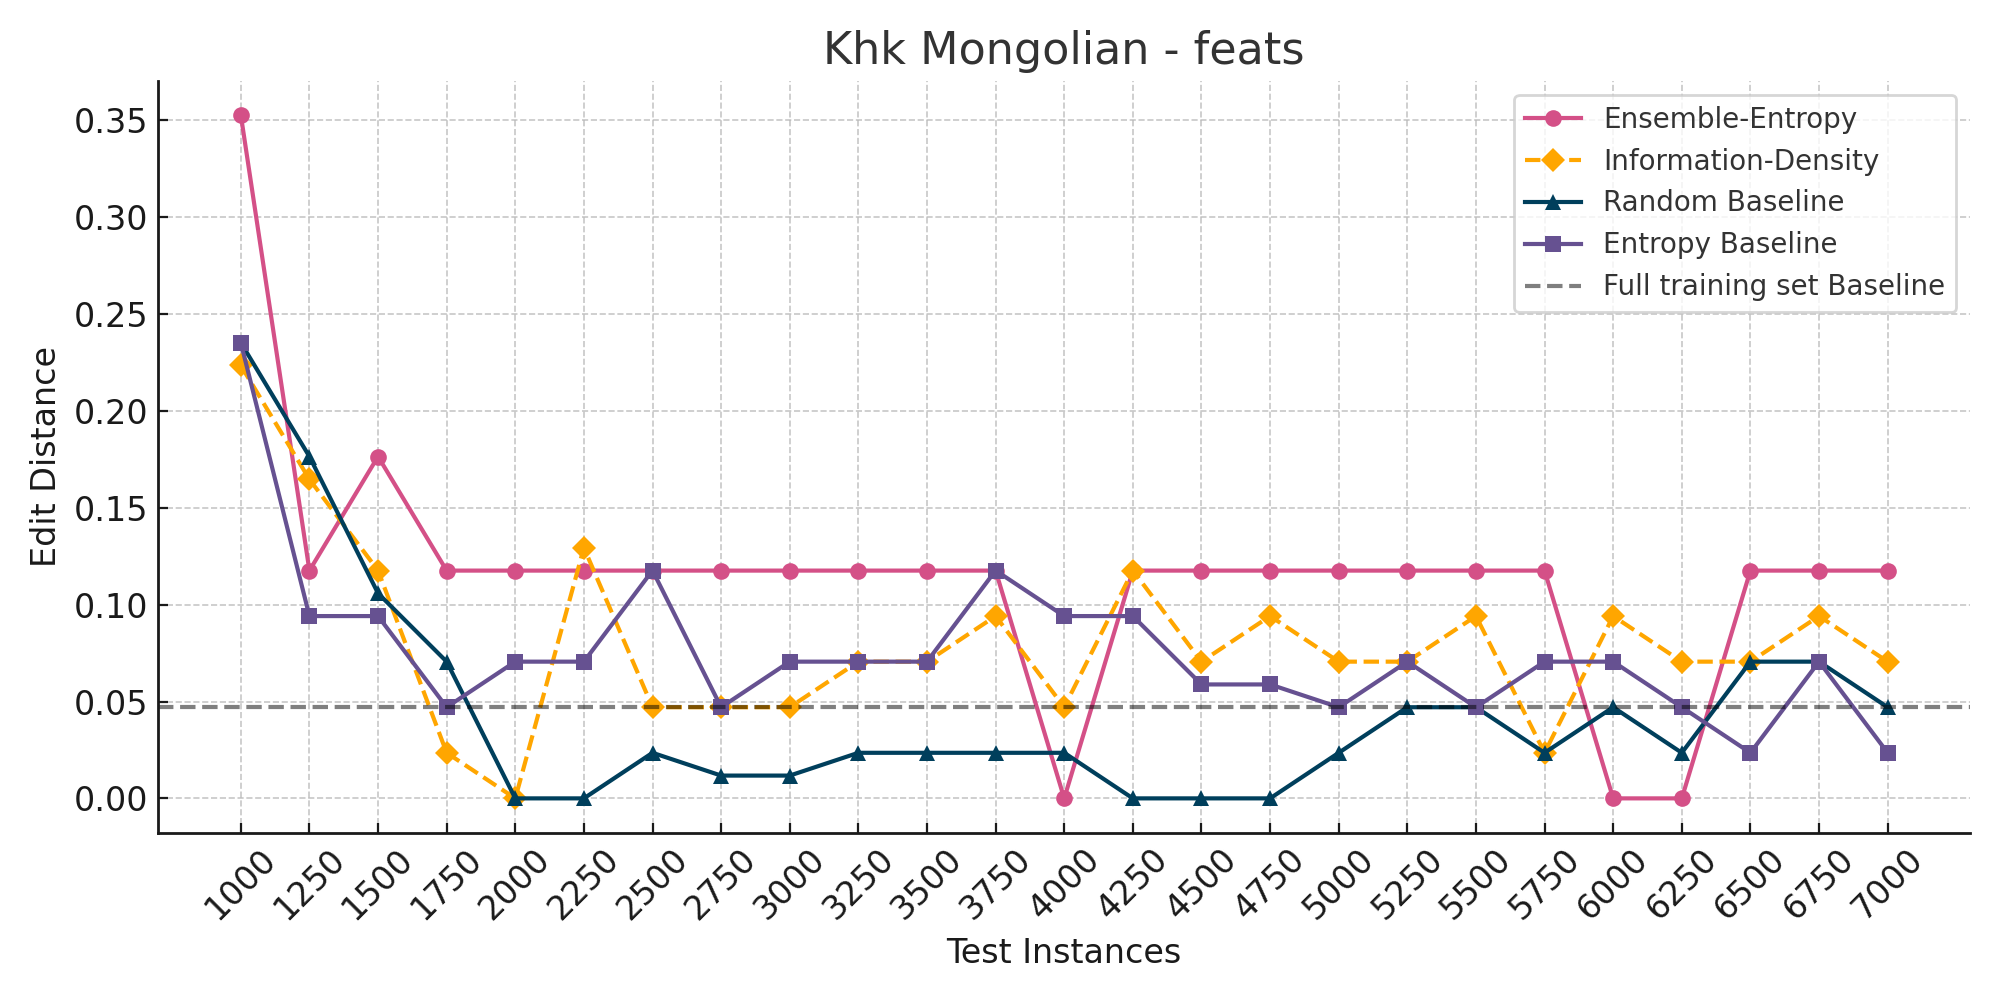 Khk Mongolian - feats
Edit Distance
0.35
0.30
0.25
0.20
0.15
0.10
0.05
0.00
Ensemble-Entropy
Information-Density
Random Baseline
Entropy Baseline
Full training set Baseline
1000 1250 1500 1750 2000 2250 2500 2750 3000 3250 3500 3750 4000 4250 4500 4750 5000 5250 5500 5750 6000 6250 6500 6750 7000
Test Instances